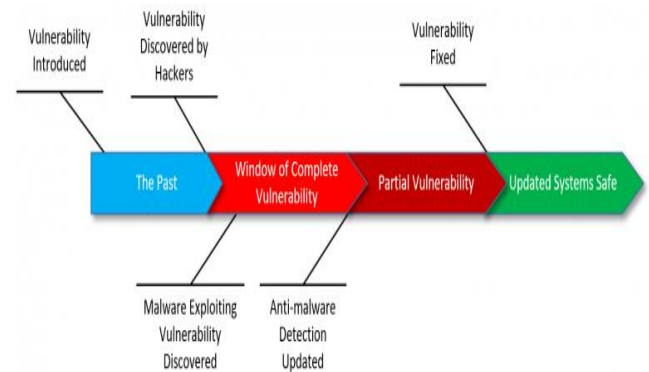 Vulnerability
Introduced
Vulnerability
Discovered by
Hackers
Vulnerability
Fixed
The Past
Window of Complete
Vulnerability
Partial Vulnerability
Updated Systems Safe
Malware Exploiting
Vulnerability
Discovered
Anti-malware
Detection
Updated